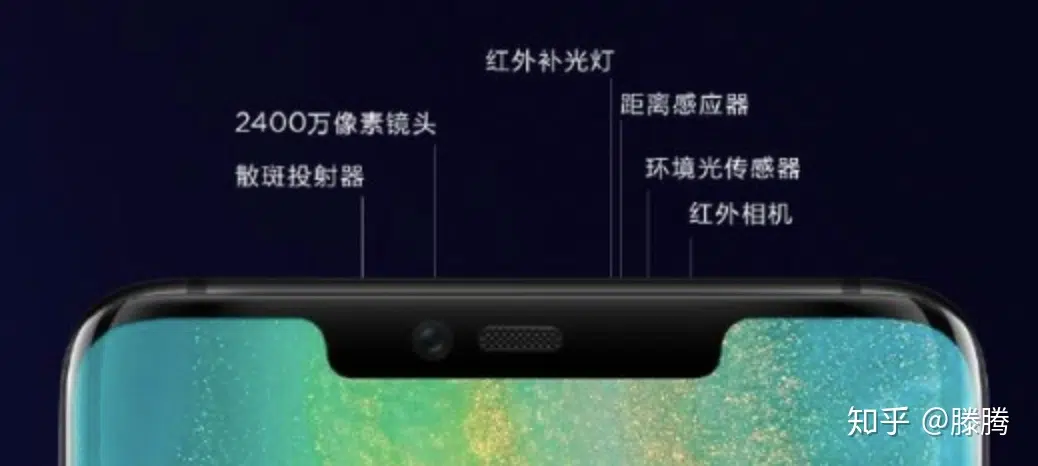 红外补光灯
距离感应器
2400万像素镜头
环境光传感器
散斑投射器
红外相机
知乎 @滕腾